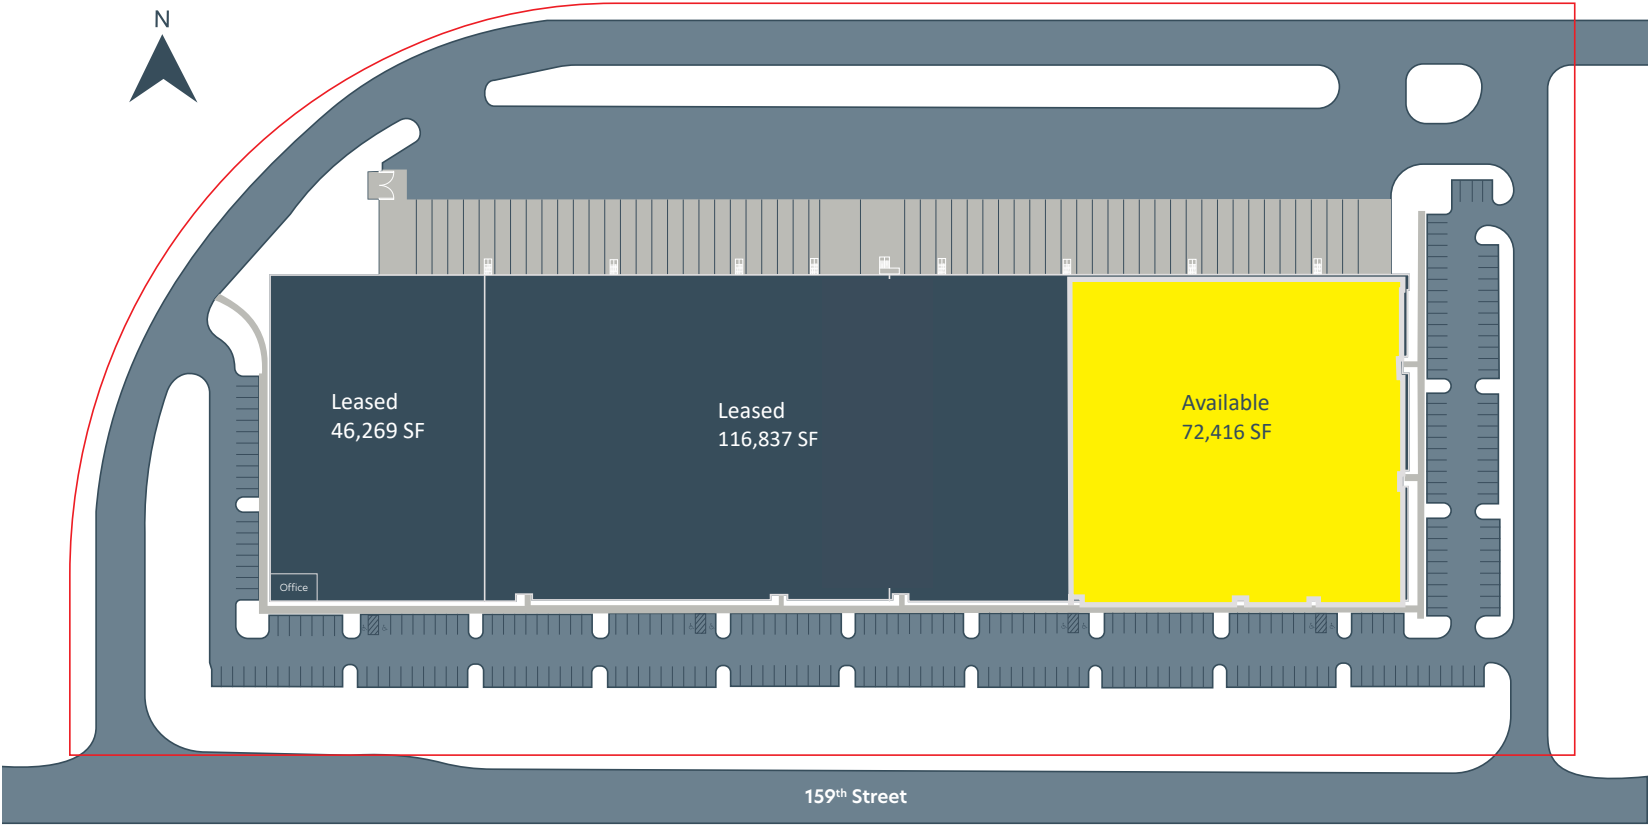 N
Leased
46,269 SF
Leased
116,837 SF
Available
72,416 SF
Office
159th Street